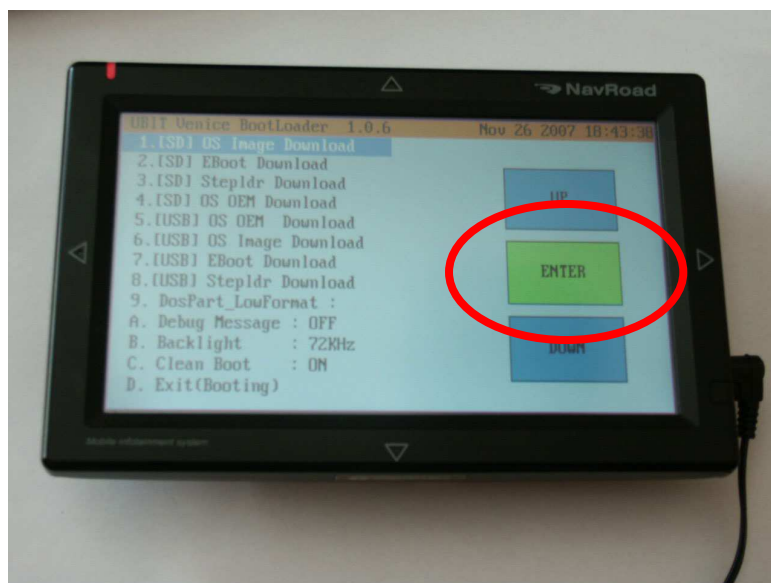 NavRoad
UBIT Venice BootLoader 1.0.6 Nov 26 2007 18:43:38
1.[SD] OS Image Download
2.[SD] EBoot Download
3.[SD] Stepldr Download
4.[SD] OS OEM Download
5.[USB] OS OEM Download
6.[USB] OS Image Download
7.[USB] EBoot Download
8.[USB] Stepldr Download
9. DosPart_LowFormat :
A. Debug Message : OFF
B. Backlight : 72KHz
C. Clean Boot : ON
D. Exit(Booting)
UP
ENTER
DOWN
Mobile infotainment system